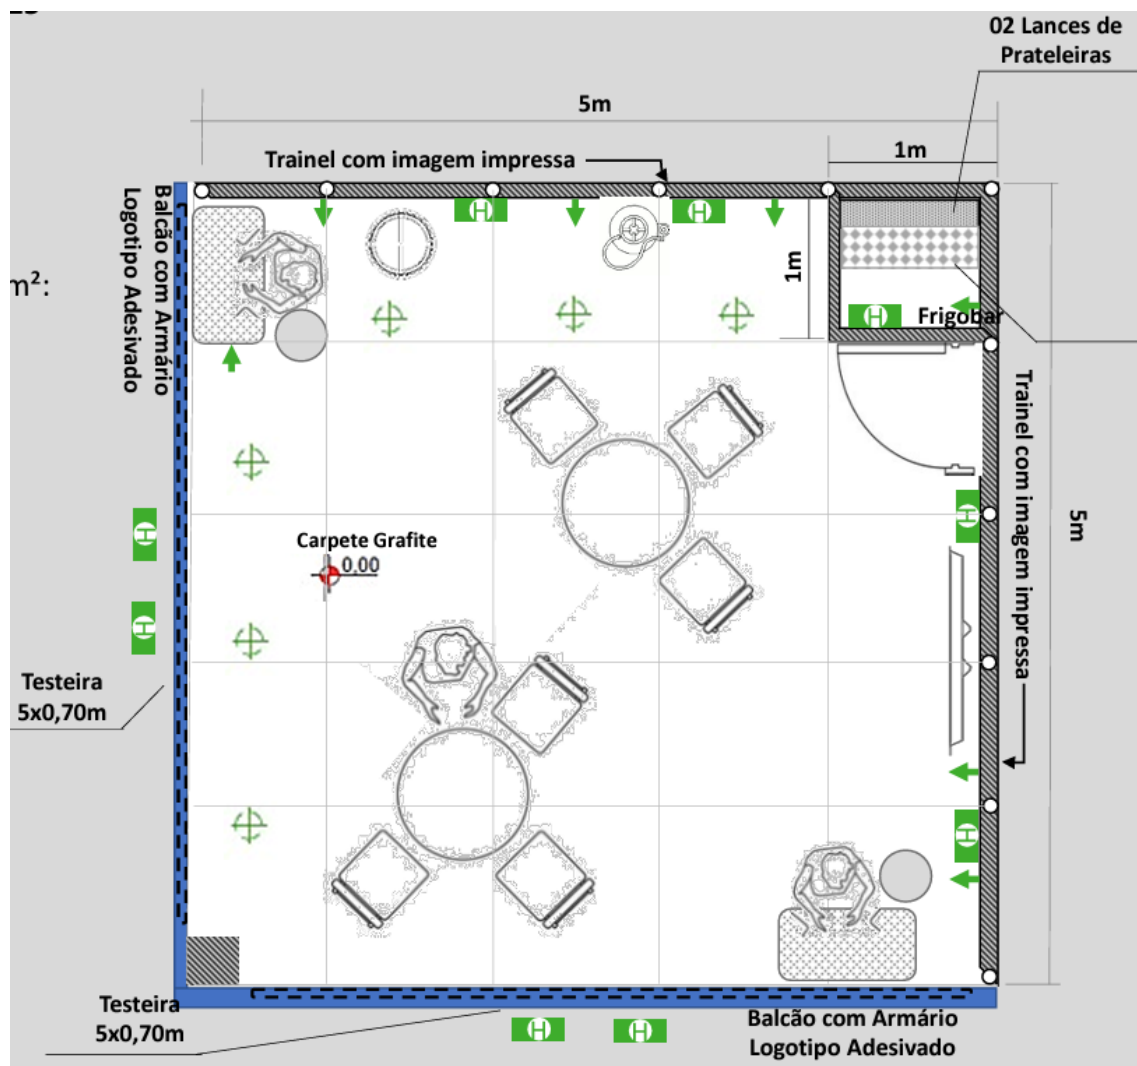 02 Lances de
Prateleiras
5m
1m
Trainel com imagem impressa
Balcão com Armário
Logotipo Adesivado
1m
m²:
H
H
H
Frigobar
Trainel com imagem impressa
5m
H
H
H
Carpete Grafite
0.00
Testeira
5x0,70m
H
Testeira
5x0,70m
H
H
Balcão com Armário
Logotipo Adesivado